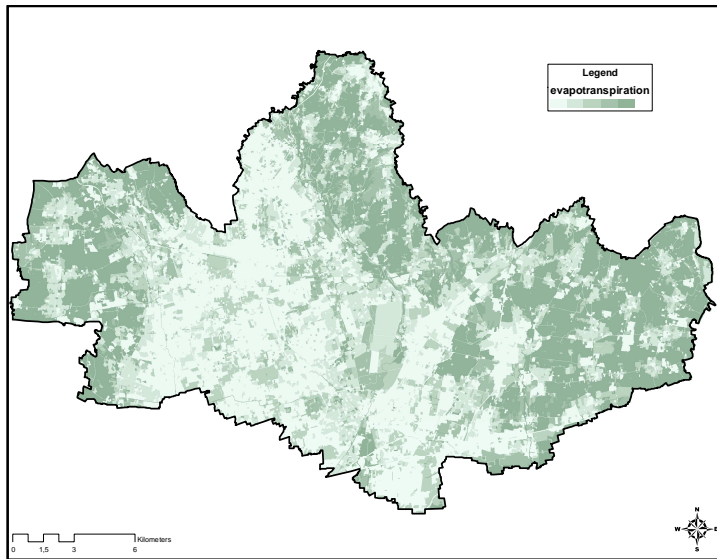 Legend
evapotranspiration
N
W E
S
Kilometers
0 1,5 3 6